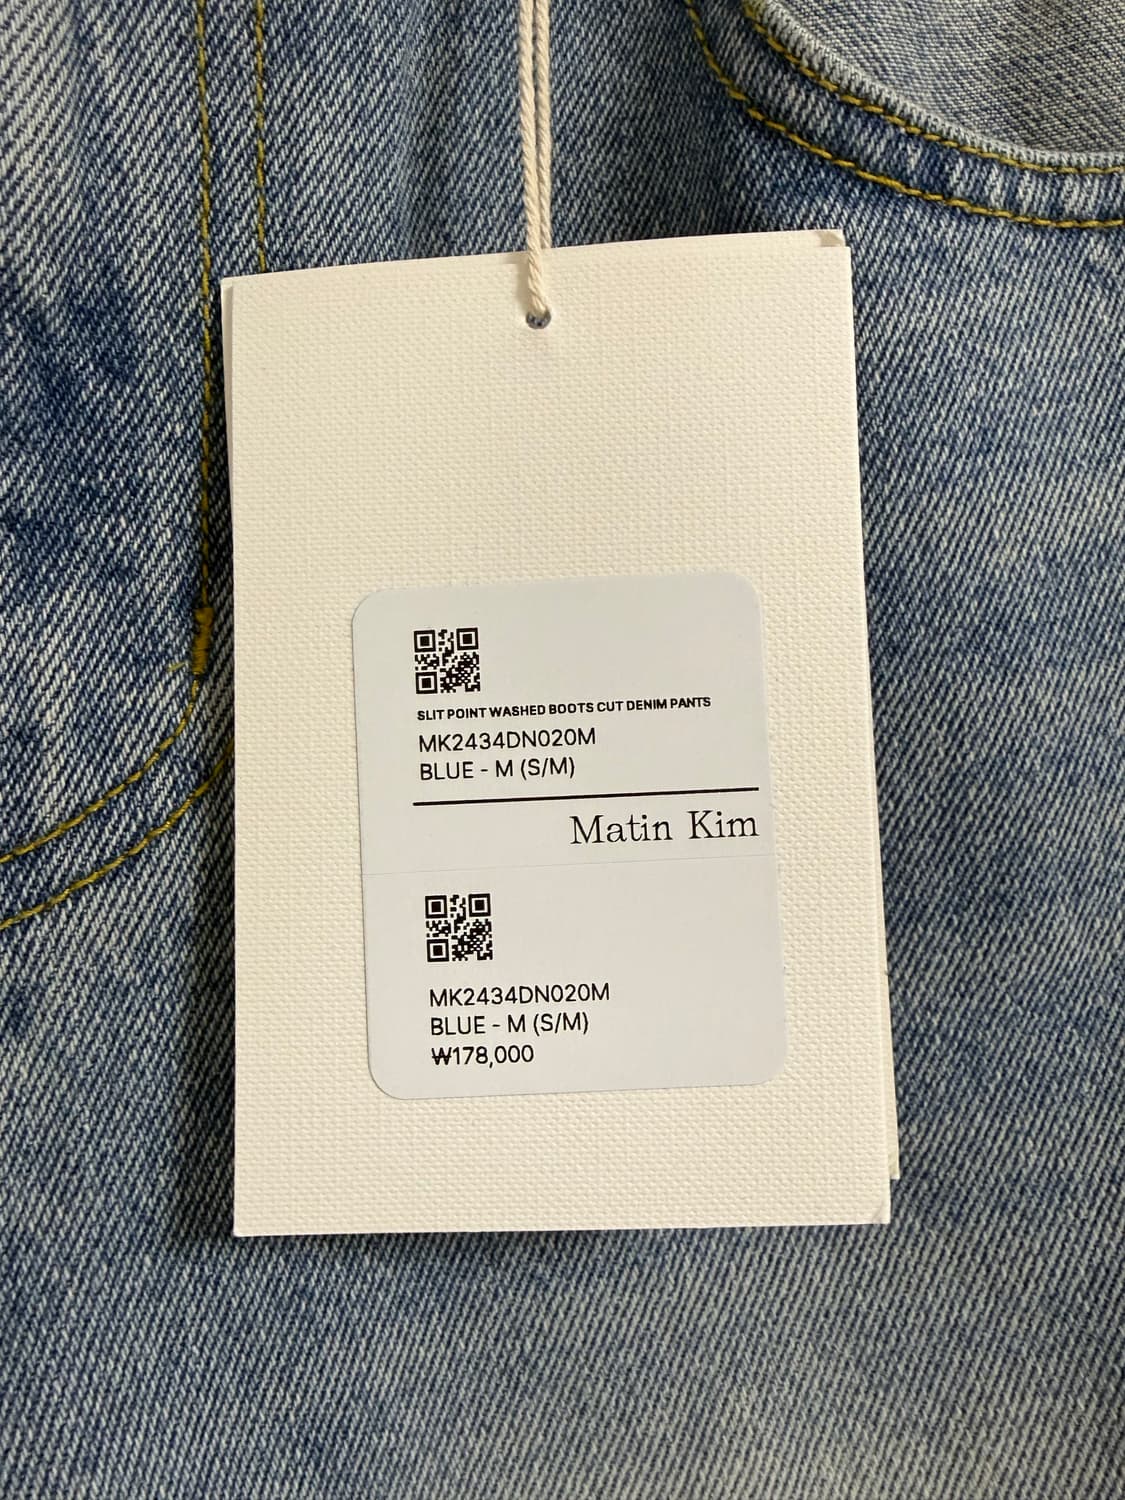 SLIT POINT WASHED BOOTS CUT DENIM PANTS
MK2434DN020M
BLUE - M (S/M)
Matin Kim
MK2434DN020M
BLUE - M (S/M)
₩178,000